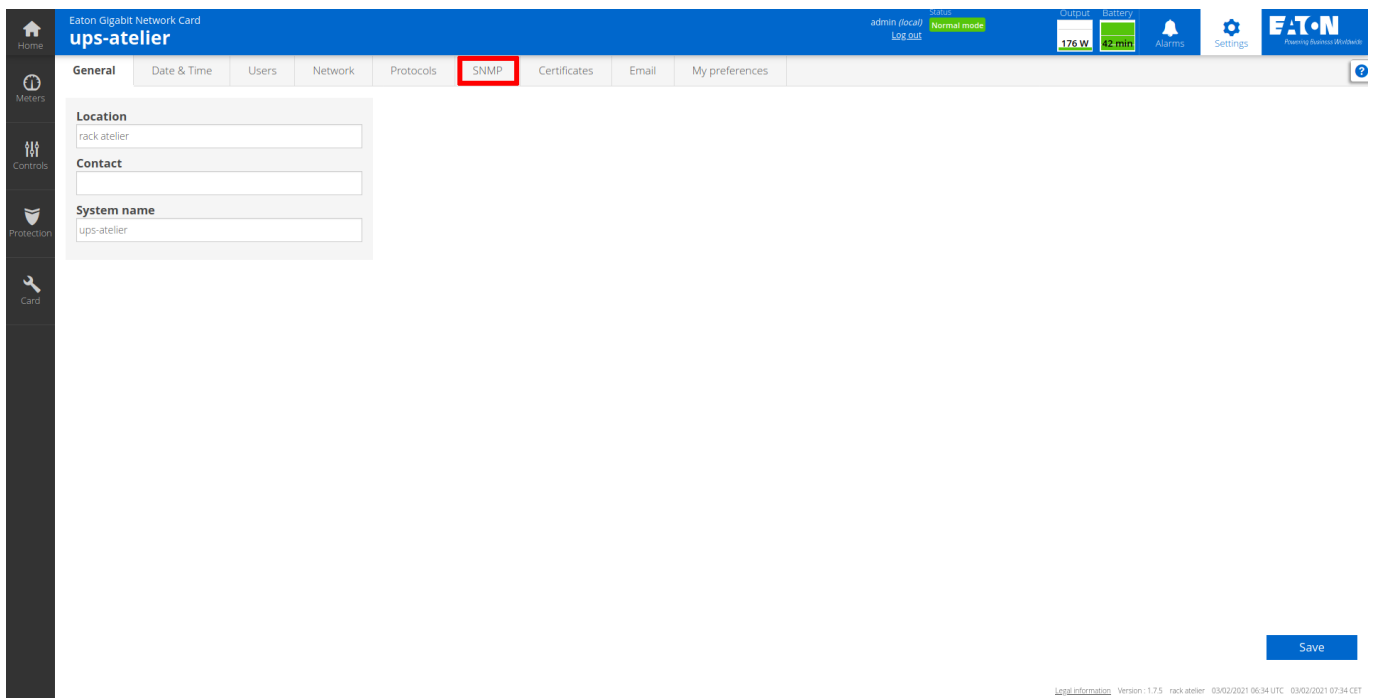 Home
Eaton Gigabit Network Card
ups-atelier
admin (local)
Log out
Status
Normal mode
Output
176 W
Battery
42 min
Alarms
Settings
EATON
Powering Business Worldwide
General
Date & Time
Users
Network
Protocols
SNMP
Certificates
Email
My preferences
?
Meters
Controls
Protection
Card
Location
rack atelier
Contact
System name
ups-atelier
Save
Legal information Version : 1.7.5 rack atelier 03/02/2021 06:34 UTC 03/02/2021 07:34 CET